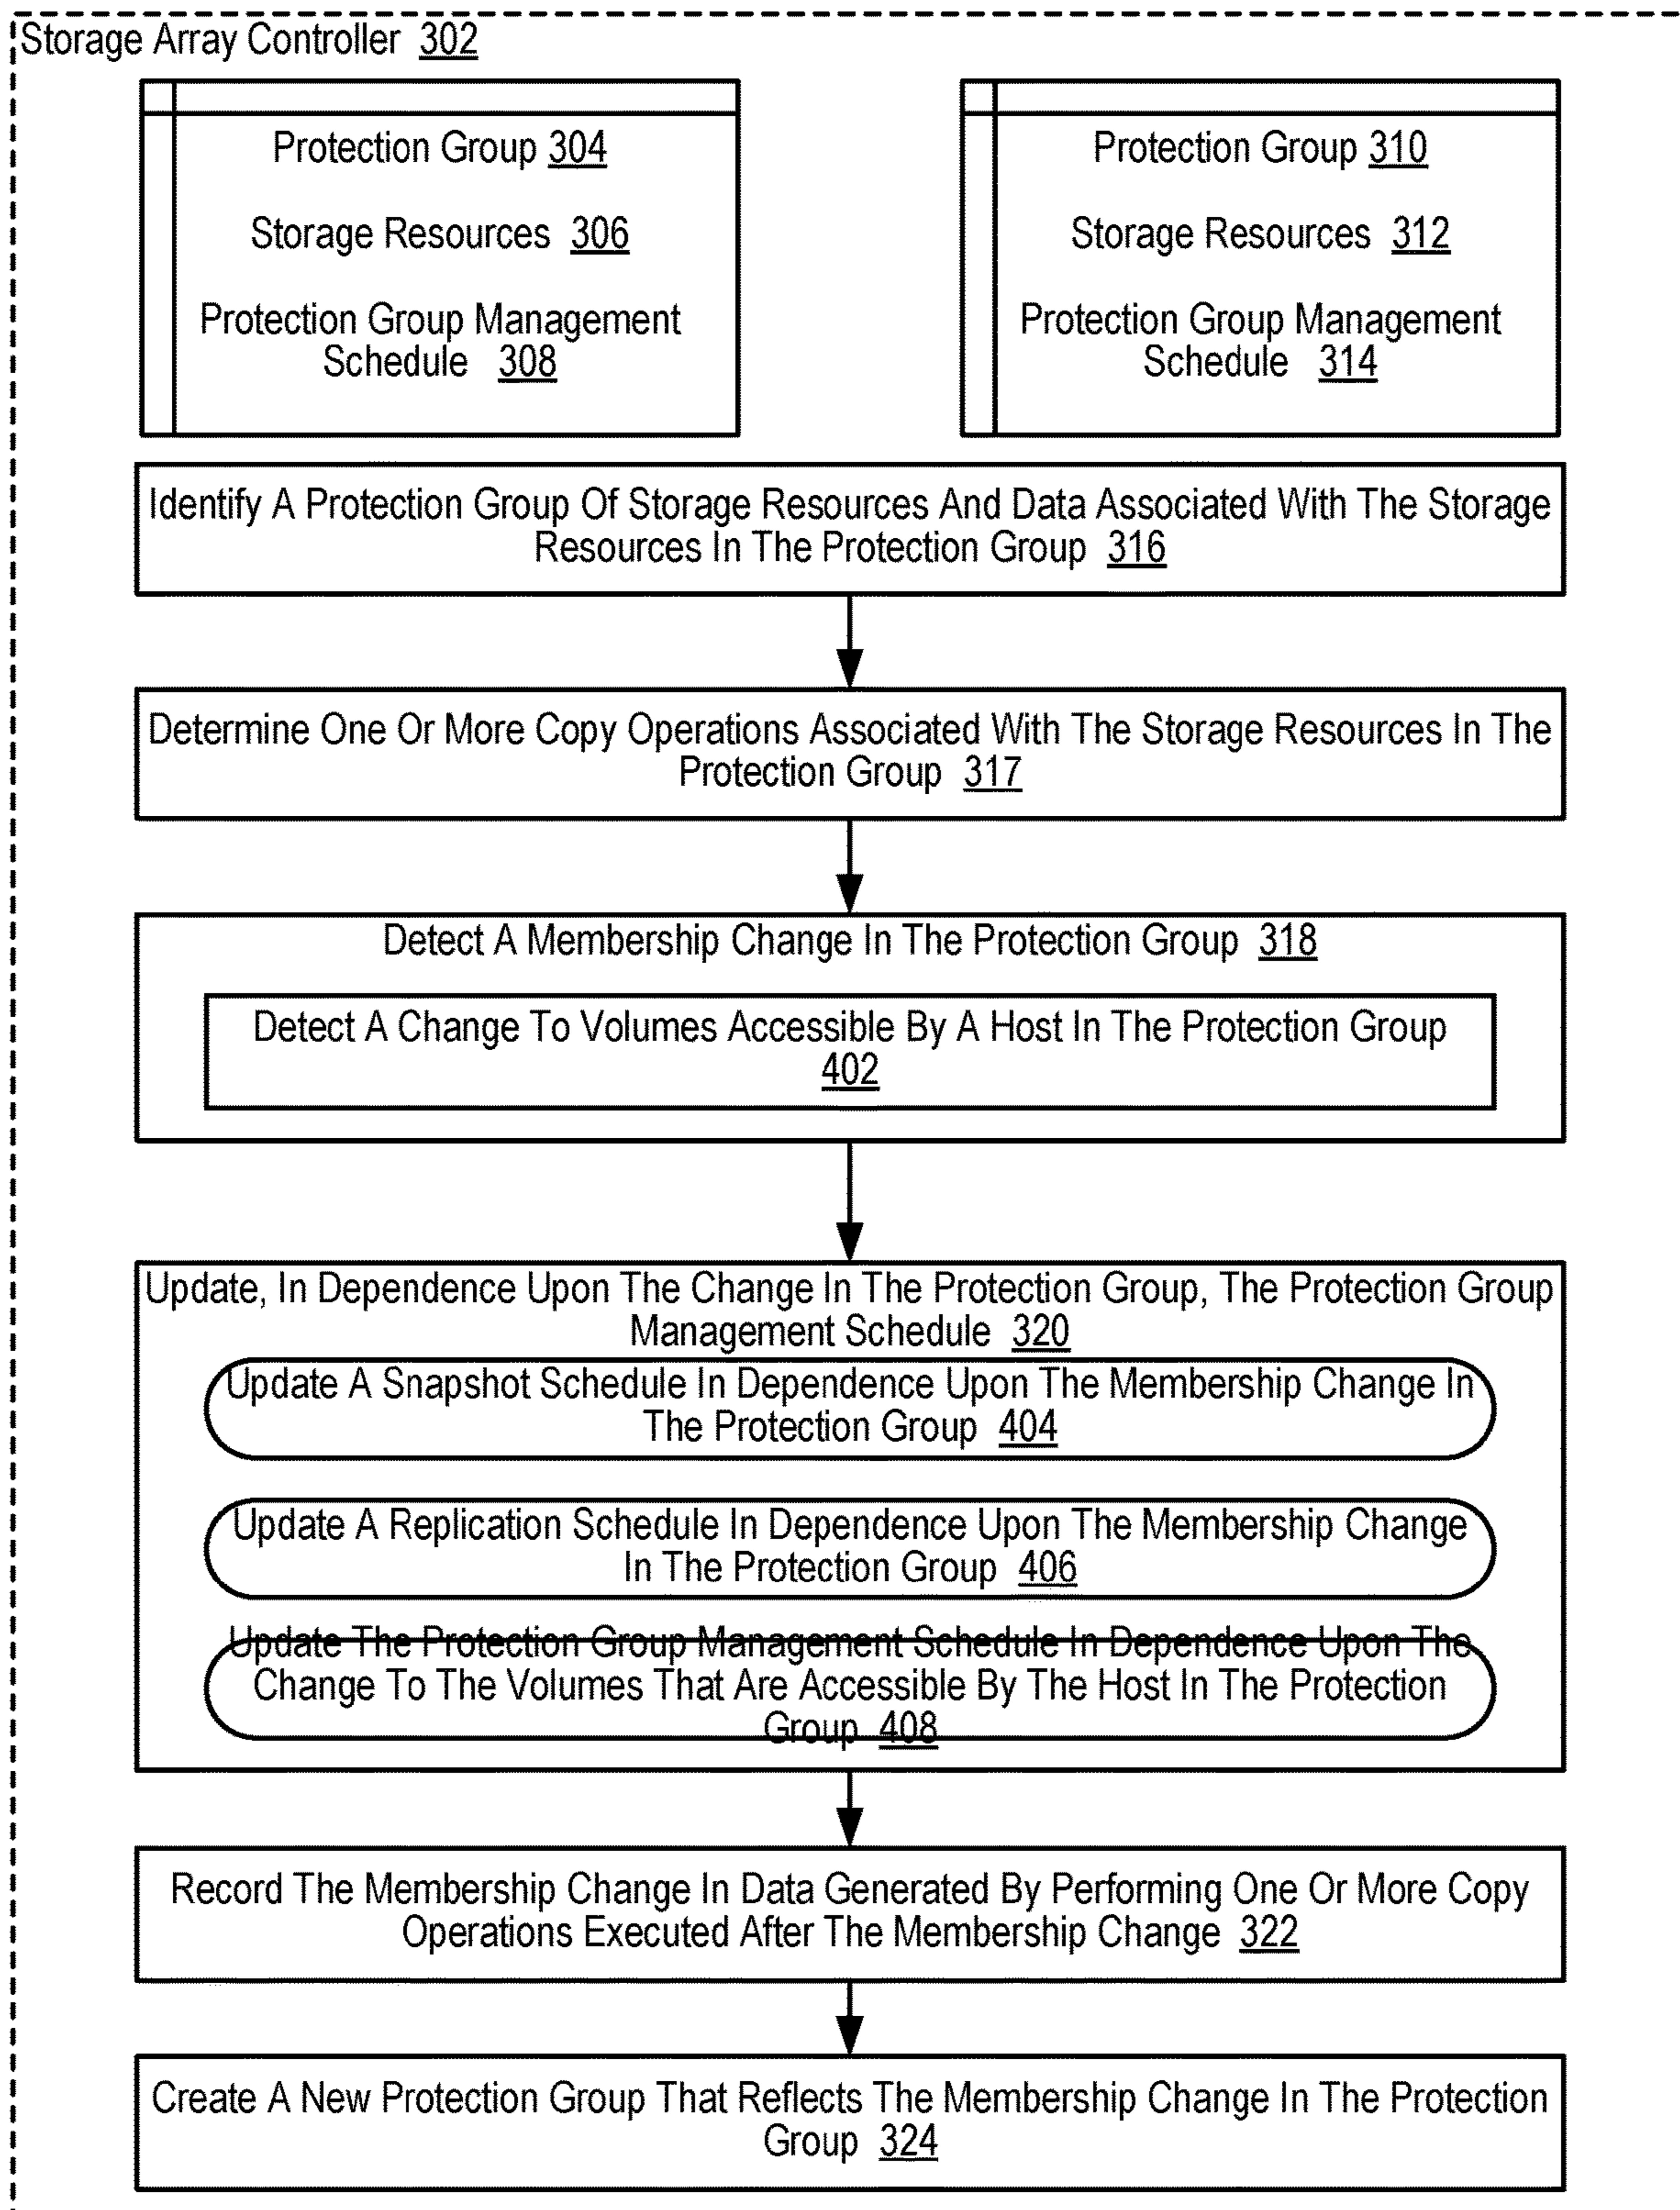 Storage Array Controller 302
Protection Group 304
Storage Resources 306
Protection Group Management
Schedule 308
Protection Group 310
Storage Resources 312
Protection Group Management
Schedule 314
Identify A Protection Group Of Storage Resources And Data Associated With The Storage
Resources In The Protection Group 316
Determine One Or More Copy Operations Associated With The Storage Resources In The
Protection Group 317
Detect A Membership Change In The Protection Group 318
Detect A Change To Volumes Accessible By A Host In The Protection Group
402
Update, In Dependence Upon The Change In The Protection Group, The Protection Group
Management Schedule 320
Update A Snapshot Schedule In Dependence Upon The Membership Change In
The Protection Group 404
Update A Replication Schedule In Dependence Upon The Membership Change
In The Protection Group 406
Update The Protection Group Management Schedule In Dependence Upon The
Change To The Volumes That Are Accessible By The Host In The Protection
Group 408
Record The Membership Change In Data Generated By Performing One Or More Copy
Operations Executed After The Membership Change 322
Create A New Protection Group That Reflects The Membership Change In The Protection
Group 324